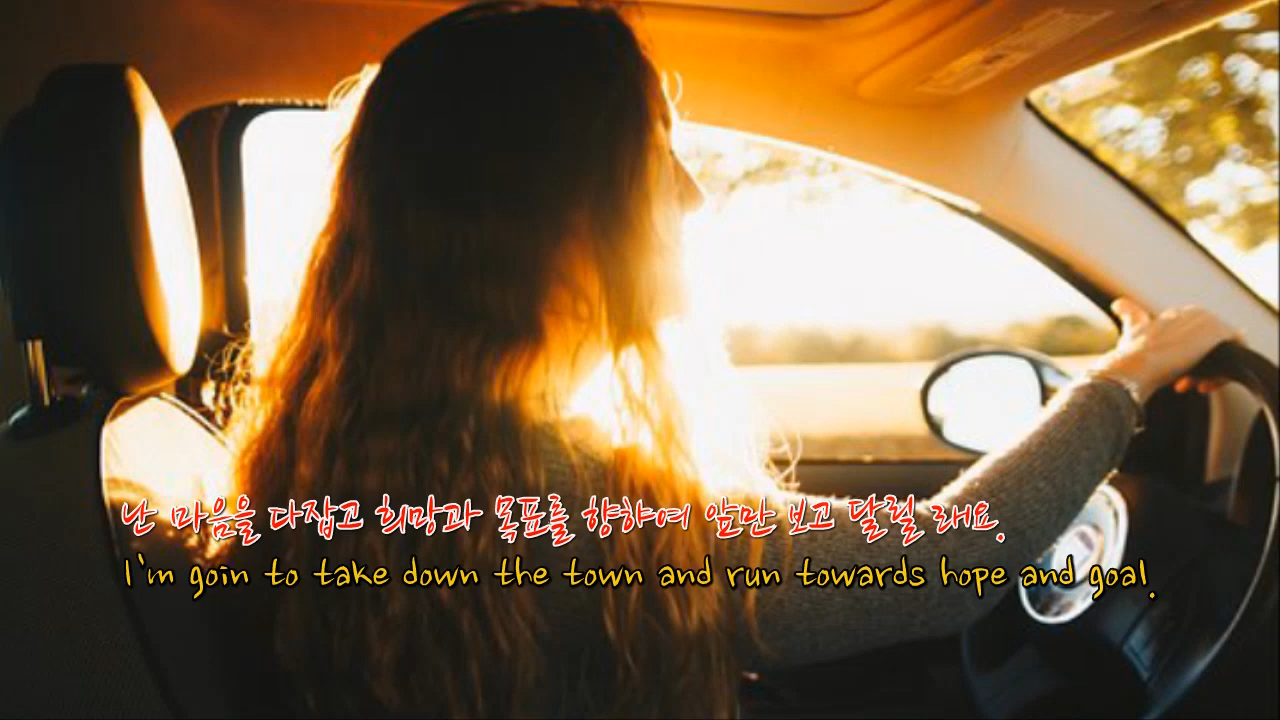 난 마음을 다잡고 희망과 목표를 향햐여 앞만 보고 달릴 래요.
I'm goin to take down the town and run towards hope and goal.